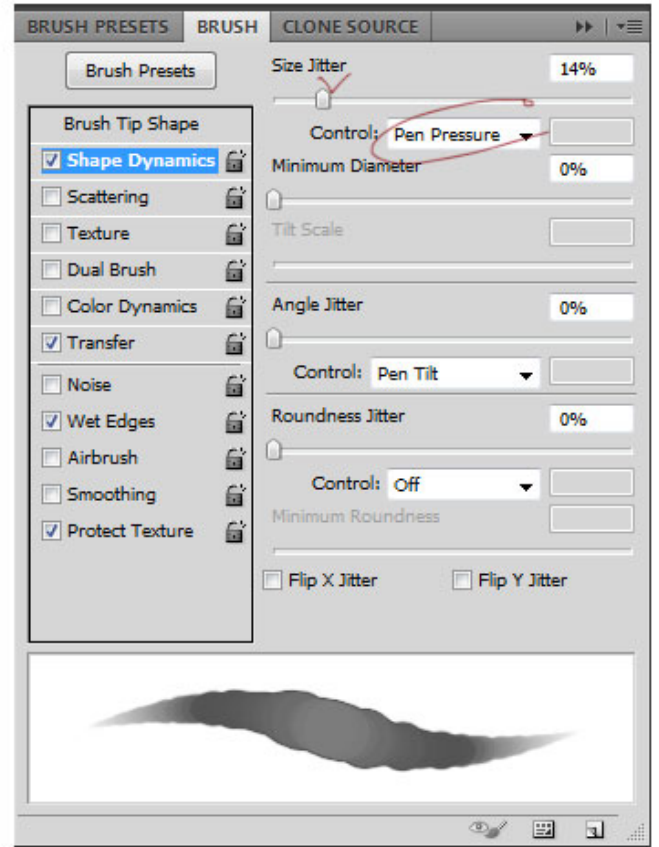 BRUSH PRESETS BRUSH CLONE SOURCE
Brush Presets
Brush Tip Shape
Shape Dynamics
Scattering
Texture
Dual Brush
Color Dynamics
Transfer
Noise
Wet Edges
Airbrush
Smoothing
Protect Texture
Size Jitter 14%
Control: Pen Pressure
Minimum Diameter 0%
Tilt Scale
Angle Jitter 0%
Control: Pen Tilt
Roundness Jitter 0%
Control: Off
Minimum Roundness
Flip X Jitter Flip Y Jitter